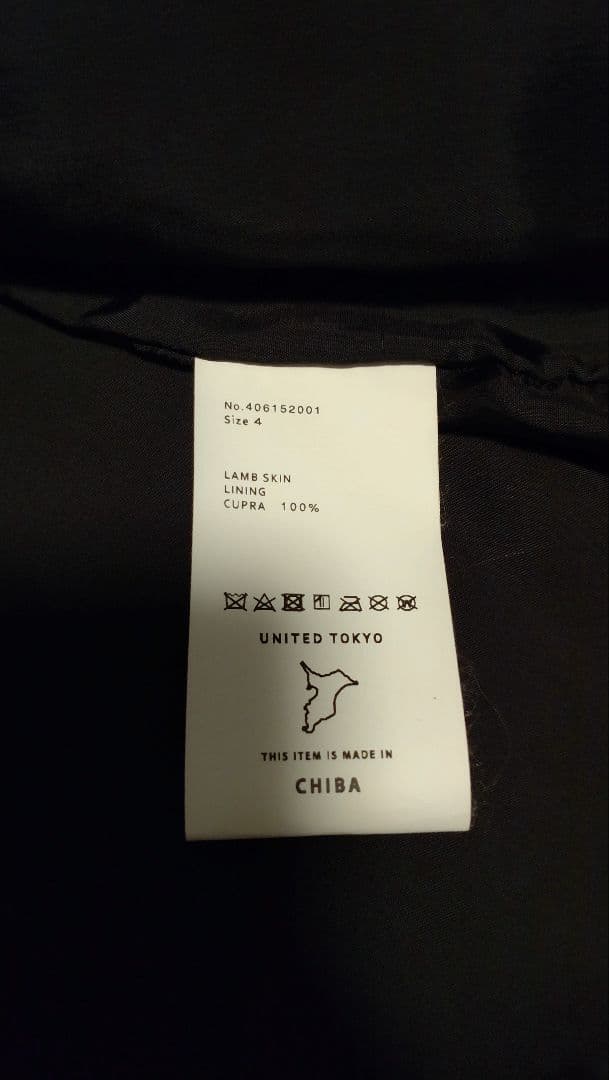 No.406152001
Size 4
LAMB SKIN
LINING
CUPRA 100%
UNITED TOKYO
THIS ITEM IS MADE IN
CHIBA